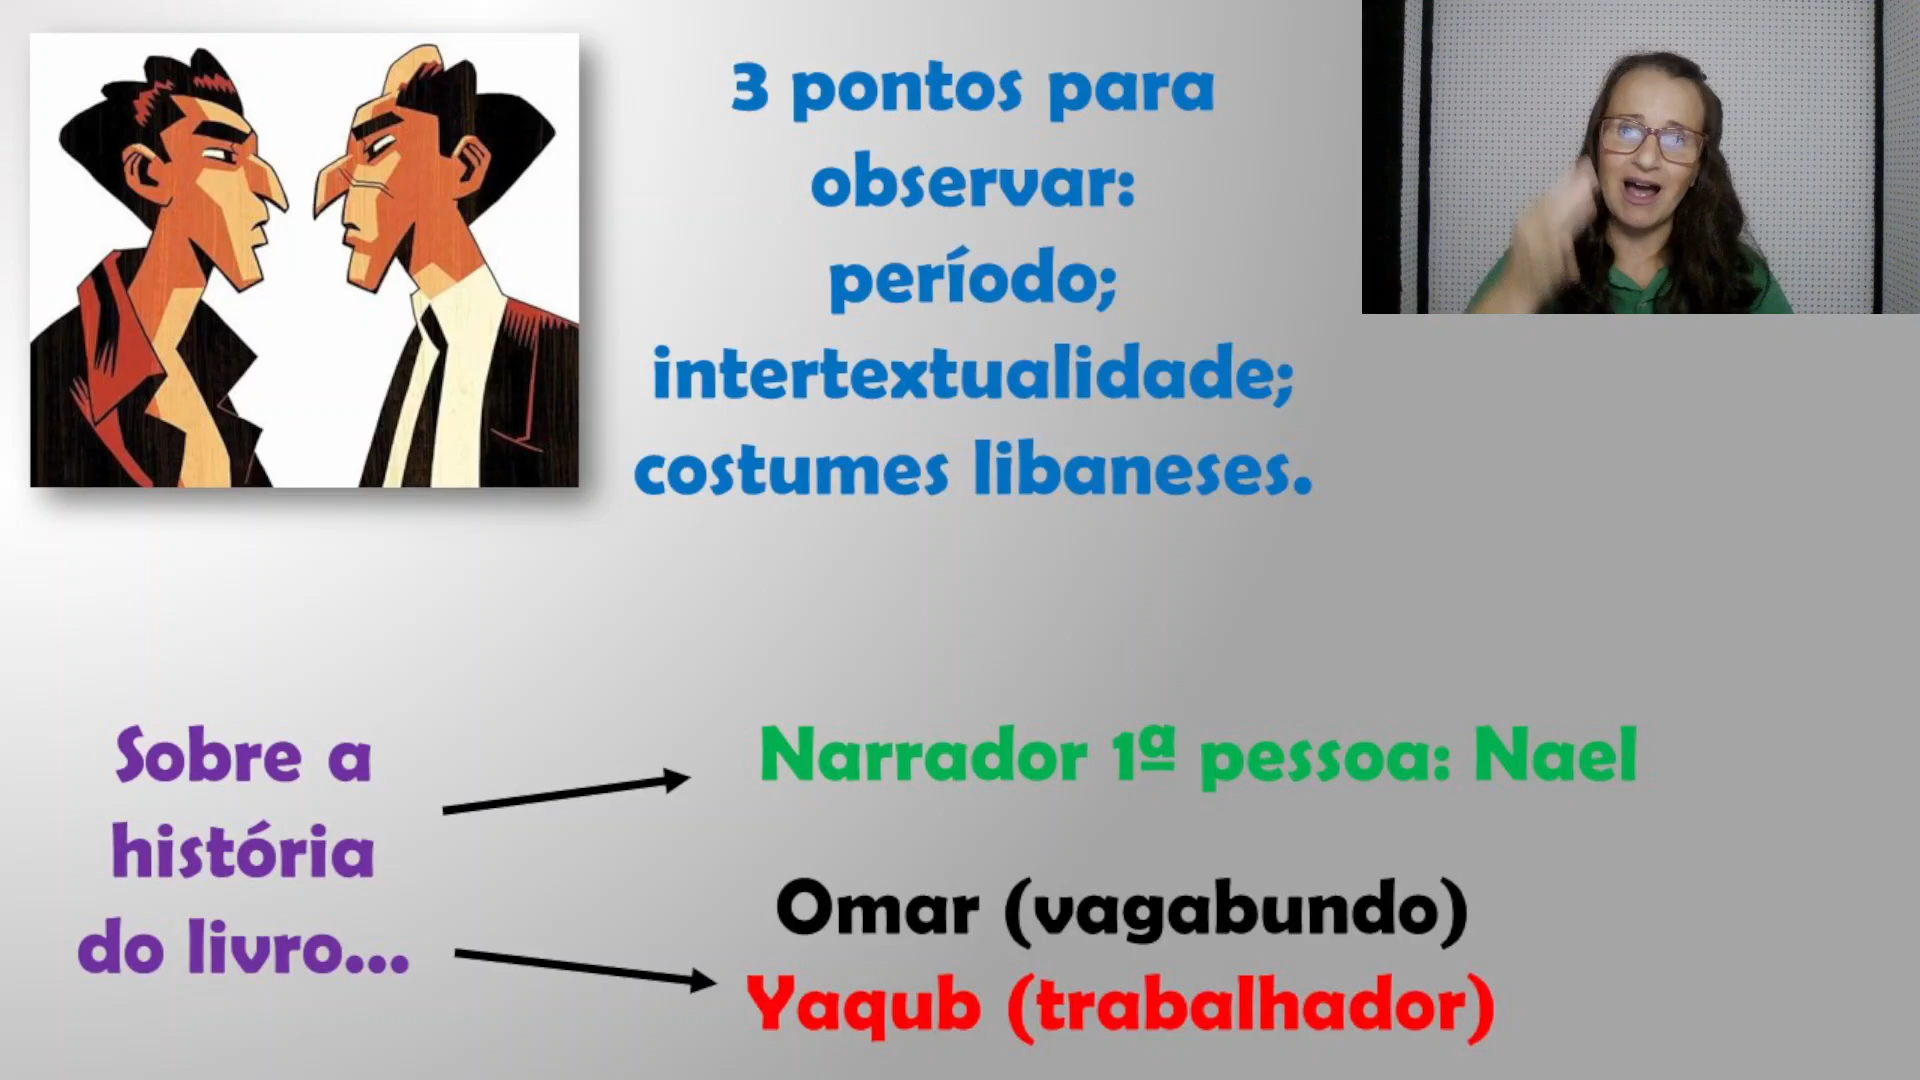 3 pontos para
observar:
período;
intertextualidade;
costumes libaneses.
Sobre a
história
do livro...
Narrador 1ª pessoa: Nael
Omar (vagabundo)
Yaqub (trabalhador)